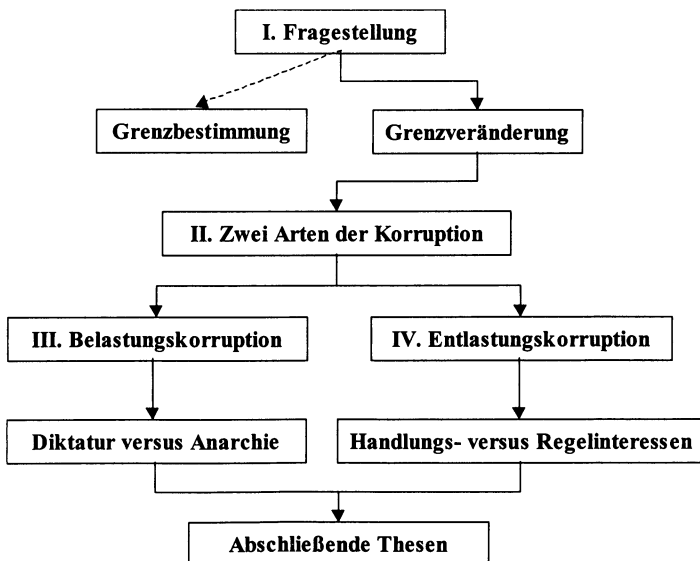 I. Fragestellung
Grenzbestimmung
Grenzveränderung
II. Zwei Arten der Korruption
III. Belastungskorruption
IV. Entlastungskorruption
Diktatur versus Anarchie
Handlungs- versus Regelinteressen
Abschließende Thesen